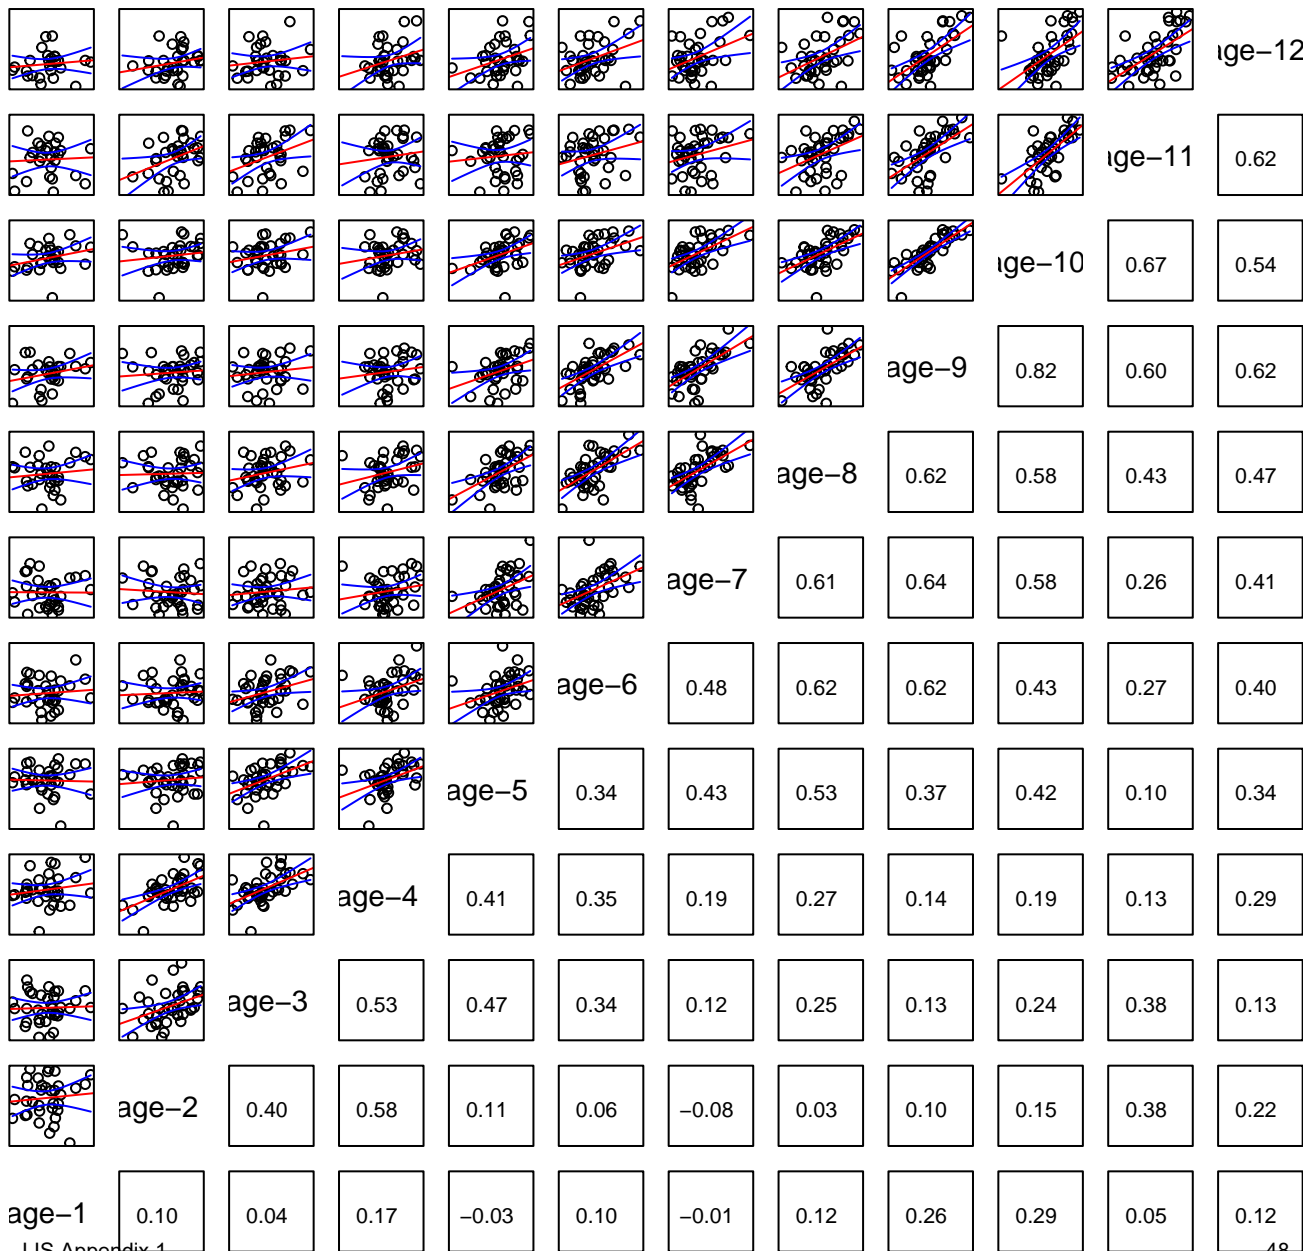 age−12
age−11 0.62
age−10 0.67 0.54
age−9 0.82 0.60 0.62
age−8 0.62 0.58 0.43 0.47
age−7 0.61 0.64 0.58 0.26 0.41
age−6 0.48 0.62 0.62 0.43 0.27 0.40
age−5 0.34 0.43 0.53 0.37 0.42 0.10 0.34
age−4 0.41 0.35 0.19 0.27 0.14 0.19 0.13 0.29
age−3 0.53 0.47 0.34 0.12 0.25 0.13 0.24 0.38 0.13
age−2 0.40 0.58 0.11 0.06 −0.08 0.03 0.10 0.15 0.38 0.22
age−1 0.10 0.04 0.17 −0.03 0.10 −0.01 0.12 0.26 0.29 0.05 0.12
Appendix 1 48